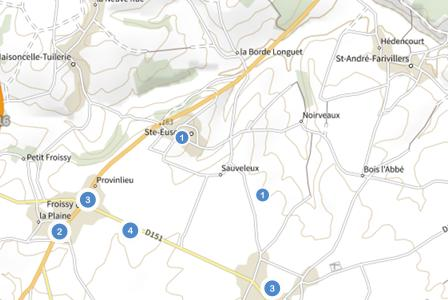 la Neuve Rue
Hédencourt
la Borde Longuet
Maisoncelle-Tuilerie
St-André-Farivillers
Noirveaux
Ste-Eusoye
1
Petit Froissy
Sauveleux
Bois l'Abbé
Provinlieu
1
3
Froissy
la Plaine
4
D151
2
3